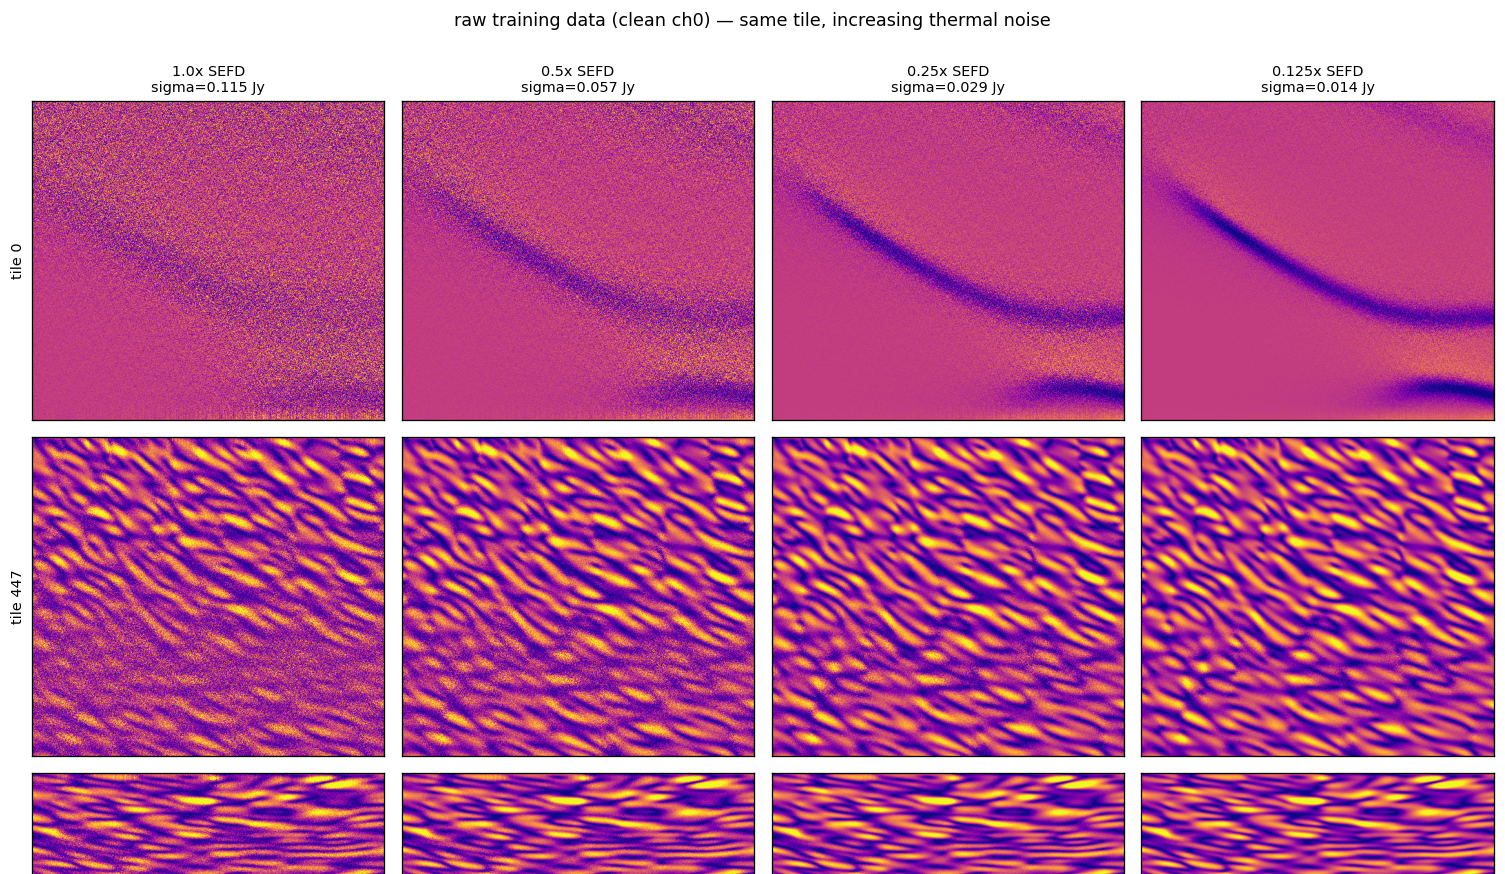 raw training data (clean ch0) — same tile, increasing thermal noise
1.0x SEFD
sigma=0.115 Jy
0.5x SEFD
sigma=0.057 Jy
0.25x SEFD
sigma=0.029 Jy
0.125x SEFD
sigma=0.014 Jy
tile 0
tile 447